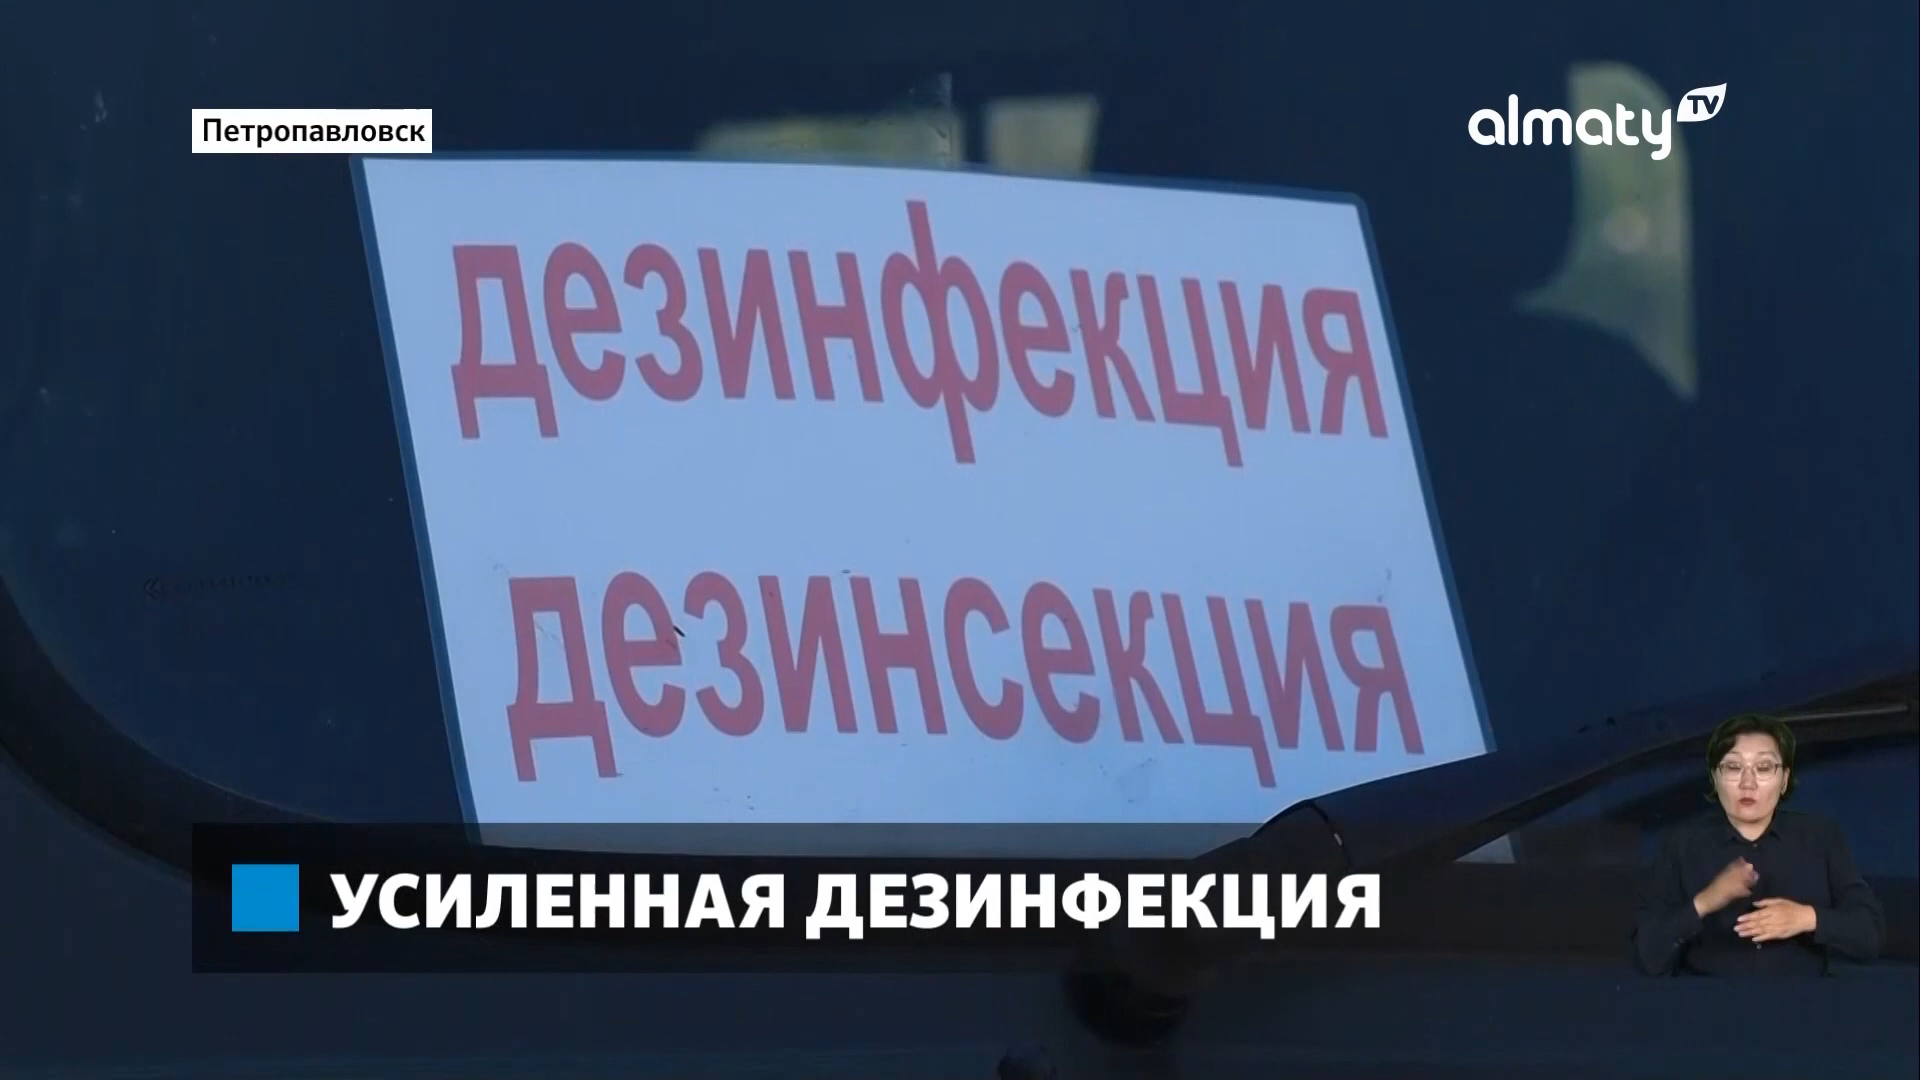 Петропавловск
almaty TV
дезинфекция
дезинсекция
УСИЛЕННАЯ ДЕЗИНФЕКЦИЯ